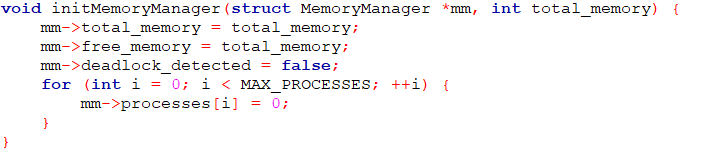 void initMemoryManager(struct MemoryManager *mm, int total_memory) {
    mm->total_memory = total_memory;
    mm->free_memory = total_memory;
    mm->deadlock_detected = false;
    for (int i = 0; i < MAX_PROCESSES; ++i) {
        mm->processes[i] = 0;
    }
}